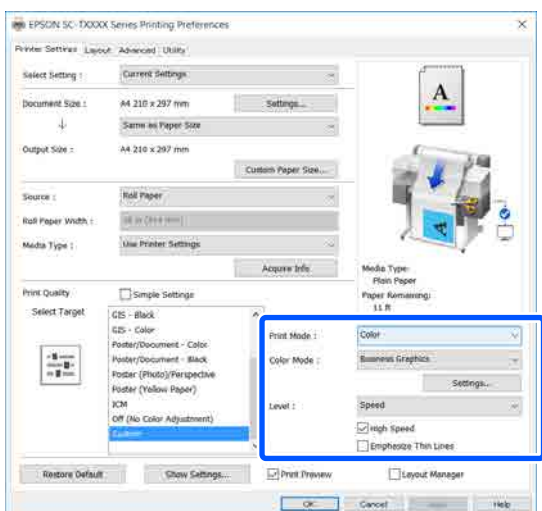 EPSON SC-TXXXX Series Printing Preferences
Printer Settings Layout Advanced Utility
Select Setting : Current Settings
Document Size : A4 210 x 297 mm Settings...
Same as Paper Size
Output Size : A4 210 x 297 mm
Custom Paper Size...
Source : Roll Paper
Roll Paper Width :
Media Type : Use Printer Settings
Acquire Info
A
Media Type:
Plain Paper
Paper Remaining:
11 ft
Print Quality Simple Settings
Select Target
GIS - Black
GIS - Color
Poster/Document - Color
Poster/Document - Black
Poster (Photo)/Perspective
Poster (Yellow Paper)
ICM
Off (No Color Adjustment)
Custom
Print Mode : Color
Color Mode : Business Graphics
Settings...
Level : Speed
High Speed
Emphasize Thin Lines
Restore Default Show Settings... Print Preview Layout Manager
OK Cancel Help